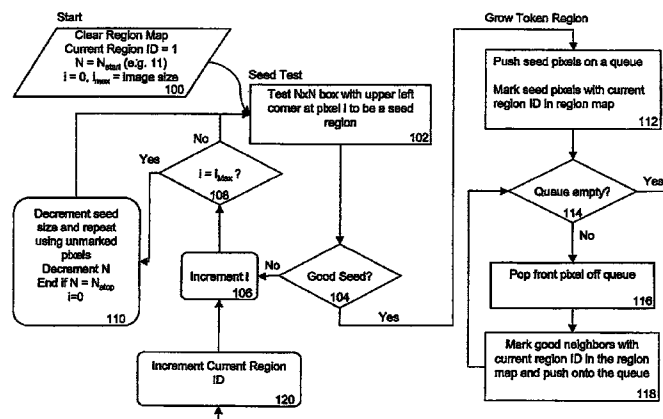 Start
Clear Region Map
Current Region ID = 1
N = Nstart (e.g. 11)
i = 0, imax = image size
100
Seed Test
Test NxN box with upper left
corner at pixel I to be a seed
region
102
No
Yes
i = iMax ?
108
Decrement seed
size and repeat
using unmarked
pixels
Decrement N
End if N = Nstop
i=0
110
Increment i
106
No
Good Seed?
104
Yes
Increment Current Region
ID
120
Grow Token Region
Push seed pixels on a queue
Mark seed pixels with current
region ID in region map
112
Queue empty?
114
Yes
No
Pop front pixel off queue
116
Mark good neighbors with
current region ID in the region
map and push onto the queue
118